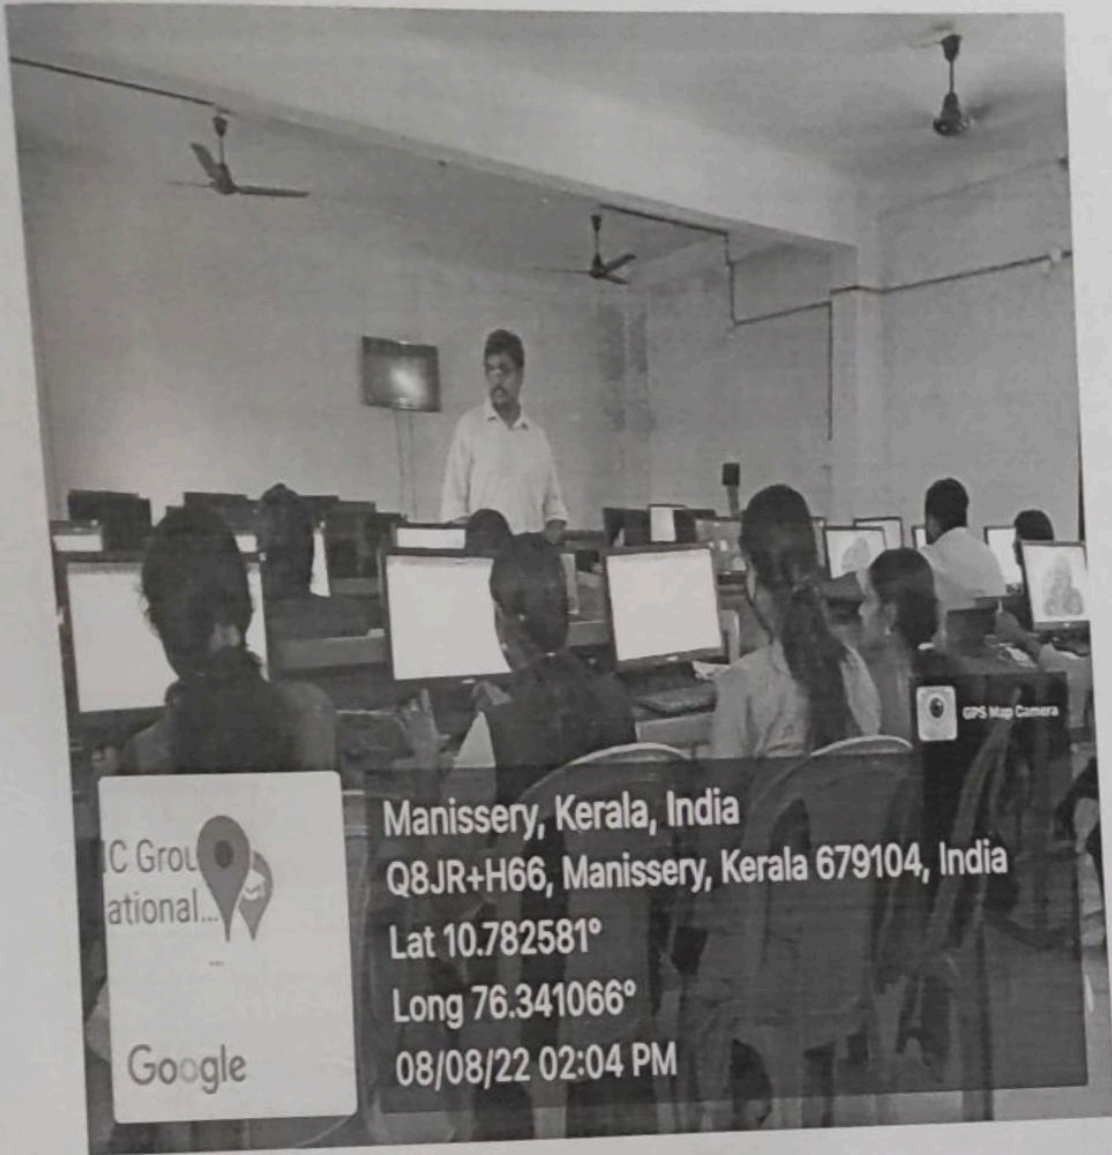 GPS Map Camera
Manissery, Kerala, India
Q8JR+H66, Manissery, Kerala 679104, India
Lat 10.782581°
Long 76.341066°
08/08/22 02:04 PM
IC Grou
ational...
Google